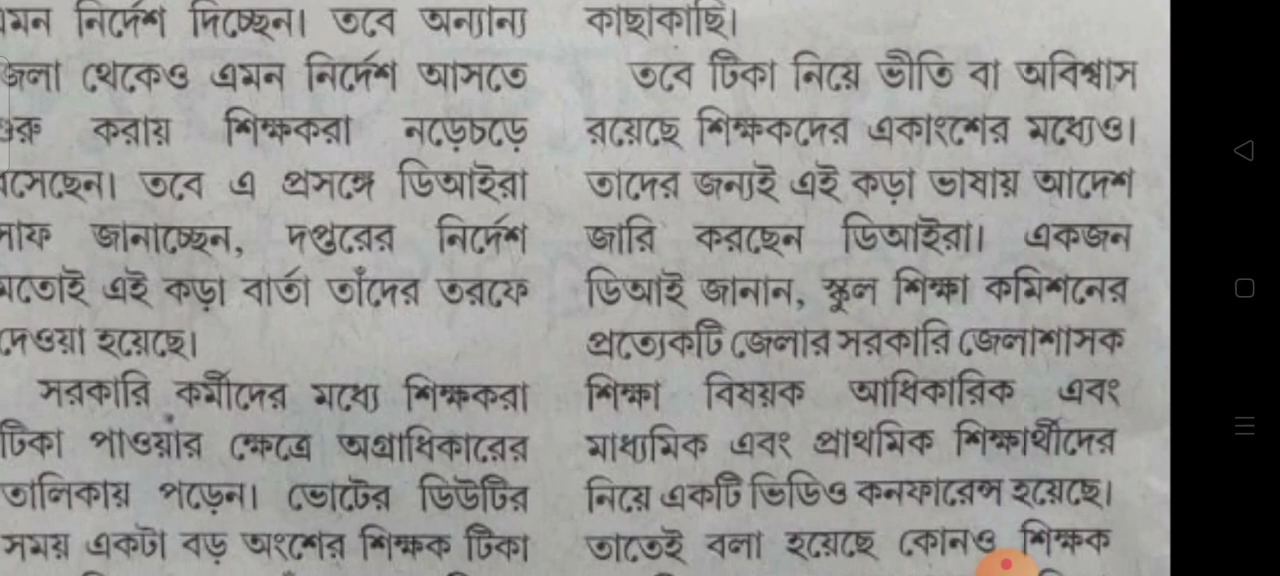 এমন নির্দেশ দিচ্ছেন। তবে অন্যান্য
জেলা থেকেও এমন নির্দেশ আসতে
শুরু করায় শিক্ষকরা নড়েচড়ে
বসেছেন। তবে এ প্রসঙ্গে ডিআইরা
সাফ জানাচ্ছেন, দপ্তরের নির্দেশ
মতোই এই কড়া বার্তা তাঁদের তরফে
দেওয়া হয়েছে।
সরকারি কর্মীদের মধ্যে শিক্ষকরা
টিকা পাওয়ার ক্ষেত্রে অগ্রাধিকারের
তালিকায় পড়েন। ভোটের ডিউটির
সময় একটা বড় অংশের শিক্ষক টিকা
কাছাকাছি।
তবে টিকা নিয়ে ভীতি বা অবিশ্বাস
রয়েছে শিক্ষকদের একাংশের মধ্যেও।
তাদের জন্যই এই কড়া ভাষায় আদেশ
জারি করছেন ডিআইরা। একজন
ডিআই জানান, স্কুল শিক্ষা কমিশনের
প্রত্যেকটি জেলার সরকারি জেলাশাসক
শিক্ষা বিষয়ক আধিকারিক এবং
মাধ্যমিক এবং প্রাথমিক শিক্ষার্থীদের
নিয়ে একটি ভিডিও কনফারেন্স হয়েছে।
তাতেই বলা হয়েছে কোনও শিক্ষক